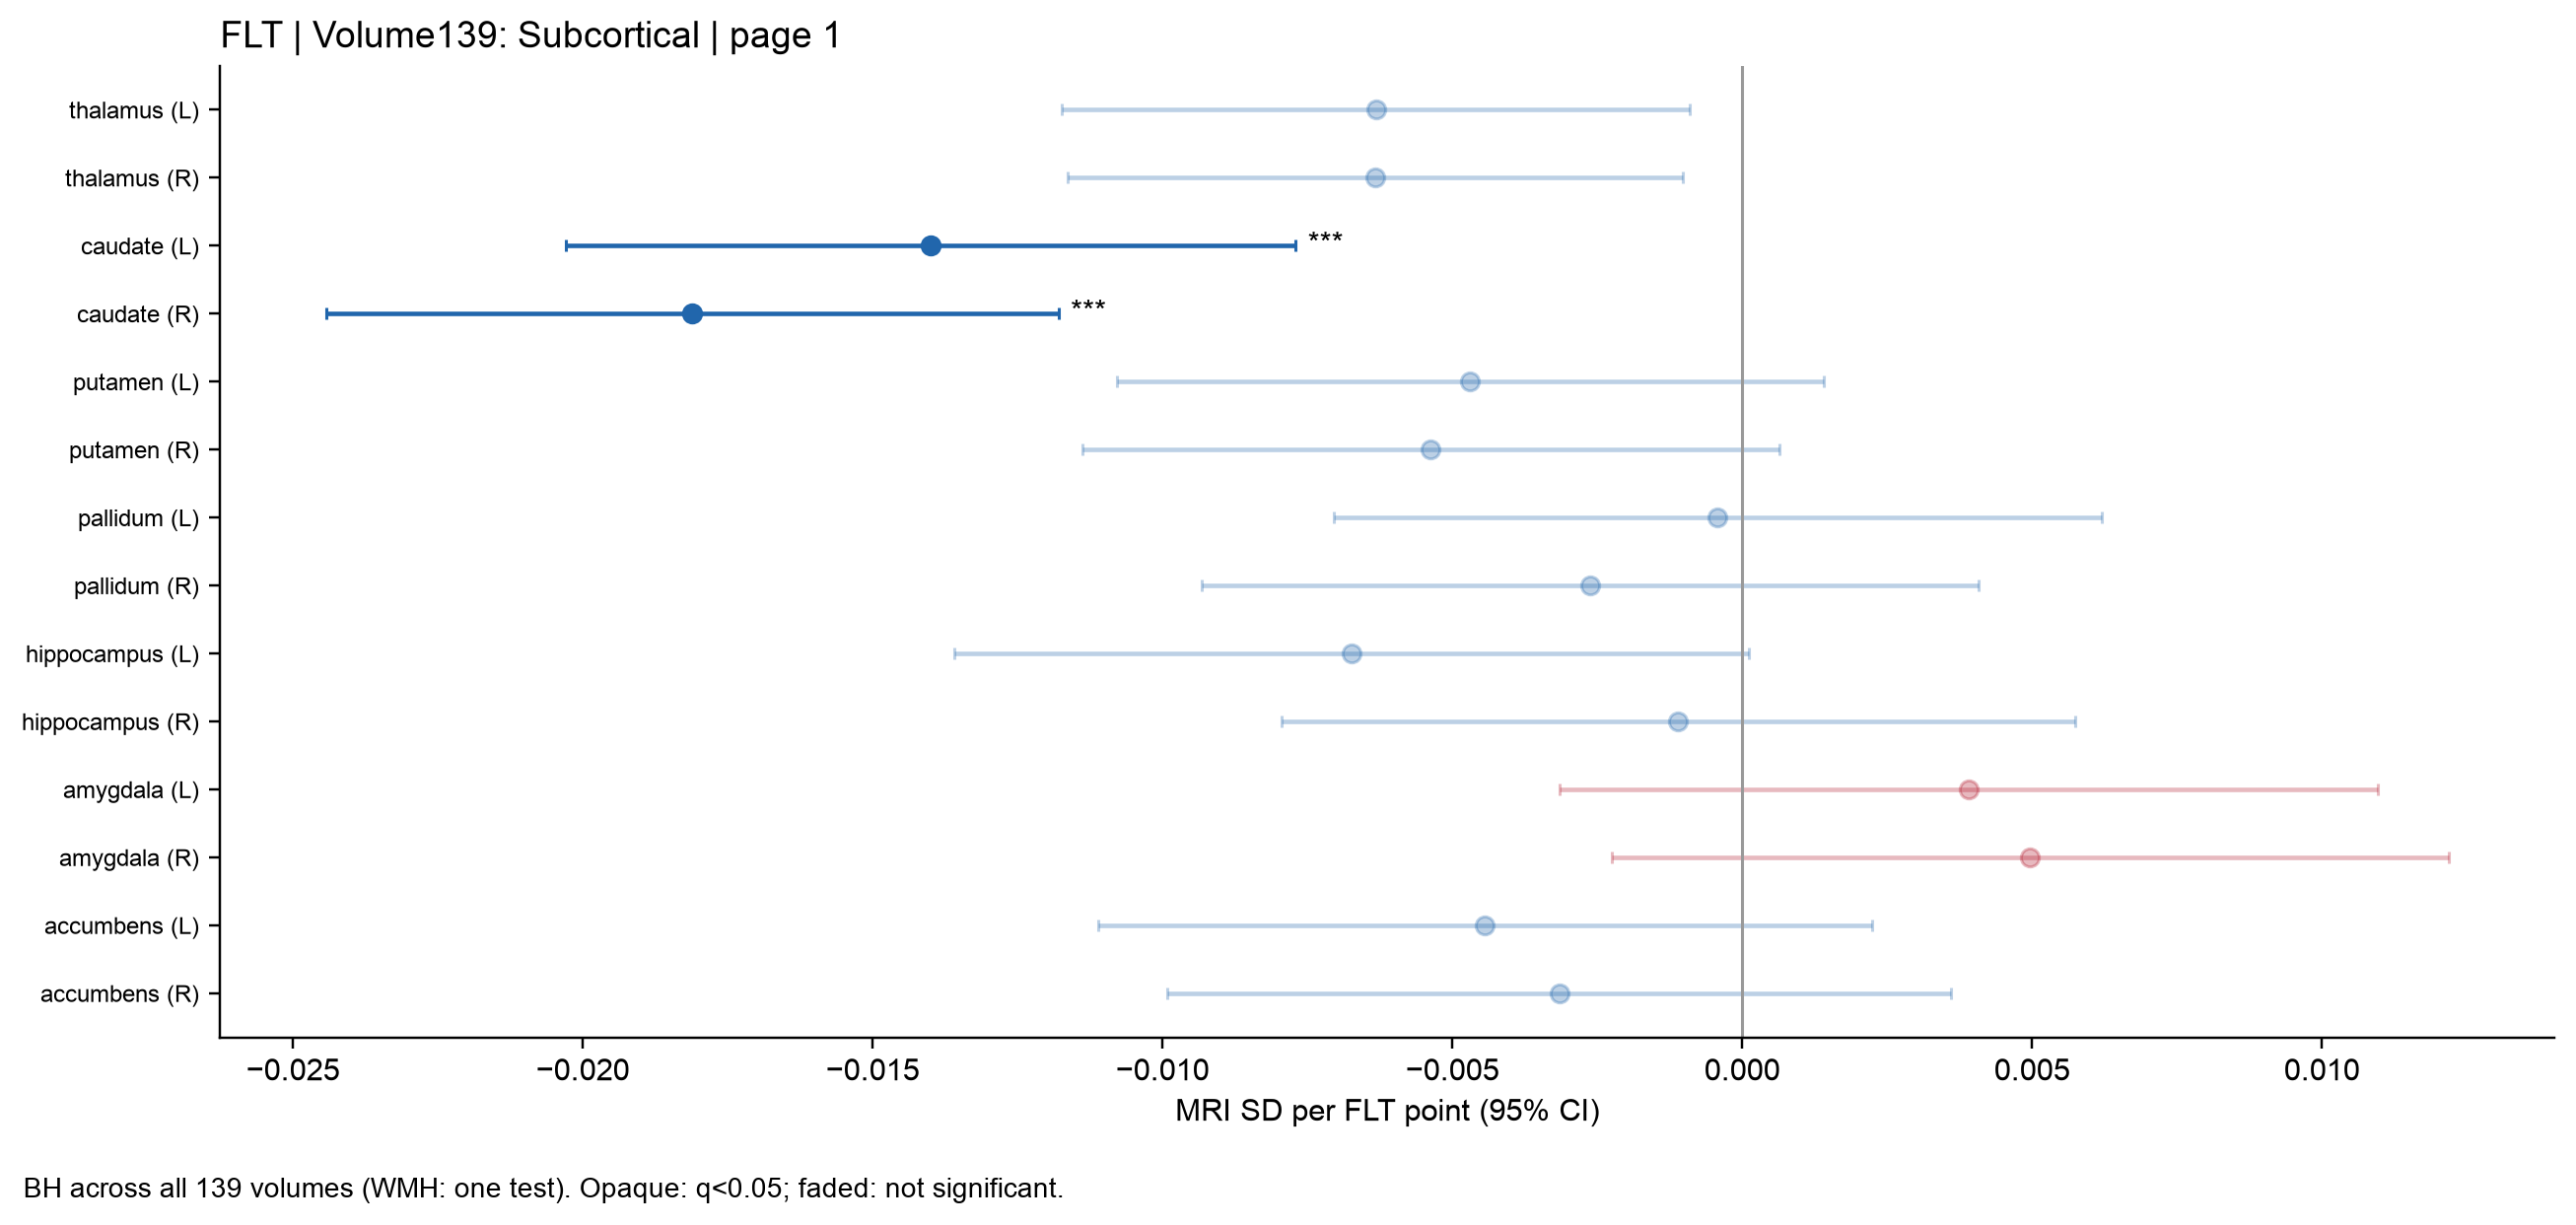 FLT | Volume139: Subcortical | page 1
thalamus (L)
thalamus (R)
caudate (L)
***
caudate (R)
***
putamen (L)
putamen (R)
pallidum (L)
pallidum (R)
hippocampus (L)
hippocampus (R)
amygdala (L)
amygdala (R)
accumbens (L)
accumbens (R)
−0.025 −0.020 −0.015 −0.010 −0.005 0.000 0.005 0.010
MRI SD per FLT point (95% CI)
BH across all 139 volumes (WMH: one test). Opaque: q<0.05; faded: not significant.